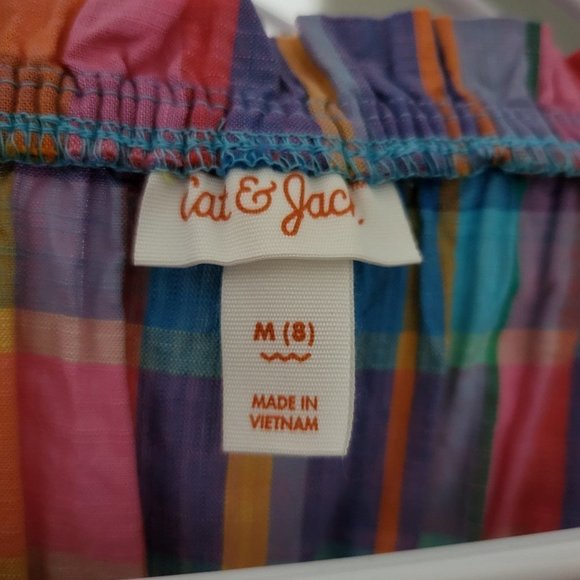 Cat & Jack
M (8)
MADE IN
VIETNAM